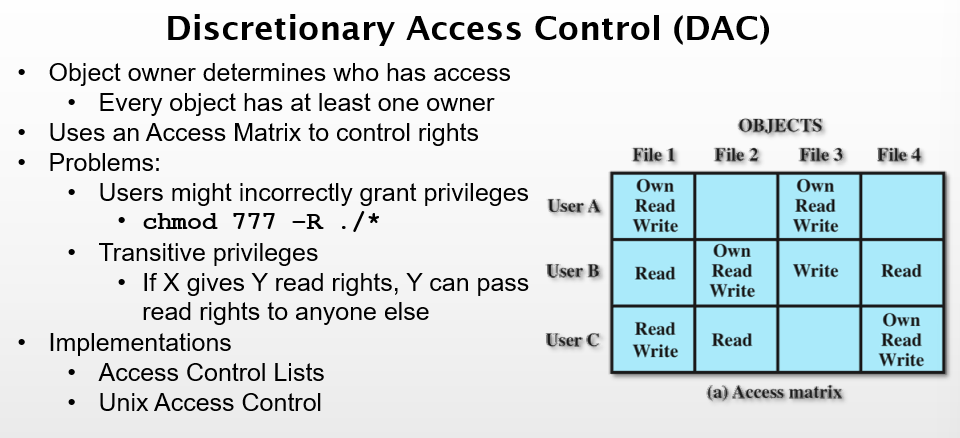 Discretionary Access Control (DAC)
• Object owner determines who has access
• Every object has at least one owner
• Uses an Access Matrix to control rights
• Problems:
• Users might incorrectly grant privileges
• chmod 777 –R ./*
• Transitive privileges
• If X gives Y read rights, Y can pass
read rights to anyone else
• Implementations
• Access Control Lists
• Unix Access Control
OBJECTS
File 1 File 2 File 3 File 4
User A
Own
Read
Write
Own
Read
Write
User B
Read
Own
Read
Write
Write
Read
User C
Read
Write
Read
Own
Read
Write
(a) Access matrix